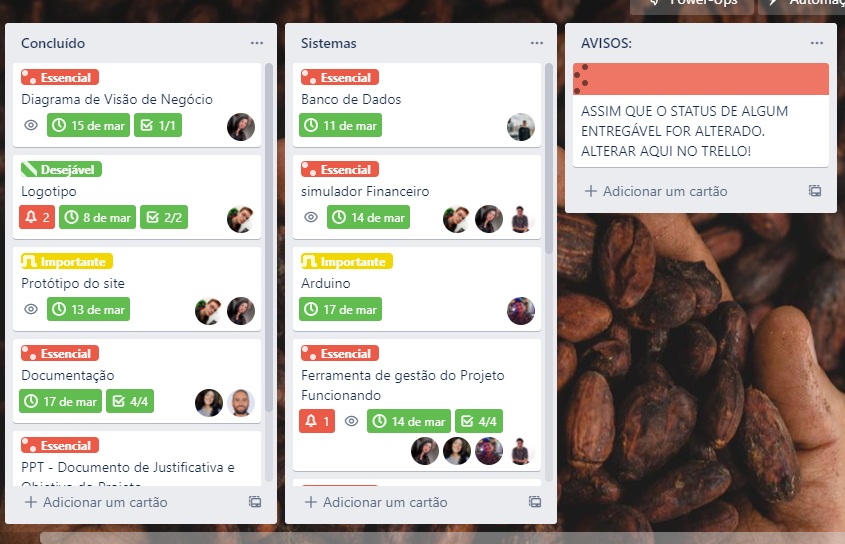 Power-Ups
Concluído
Essencial
Diagrama de Visão de Negócio
15 de mar
1/1
Desejável
Logotipo
2
8 de mar
2/2
Importante
Protótipo do site
13 de mar
Essencial
Documentação
17 de mar
4/4
Essencial
PPT - Documento de Justificativa e
Objetivo do Projeto
+ Adicionar um cartão
Sistemas
Essencial
Banco de Dados
11 de mar
Essencial
simulador Financeiro
14 de mar
Importante
Arduino
17 de mar
Essencial
Ferramenta de gestão do Projeto
Funcionando
1
14 de mar
4/4
+ Adicionar um cartão
AVISOS:
ASSIM QUE O STATUS DE ALGUM
ENTREGÁVEL FOR ALTERADO.
ALTERAR AQUI NO TRELLO!
+ Adicionar um cartão